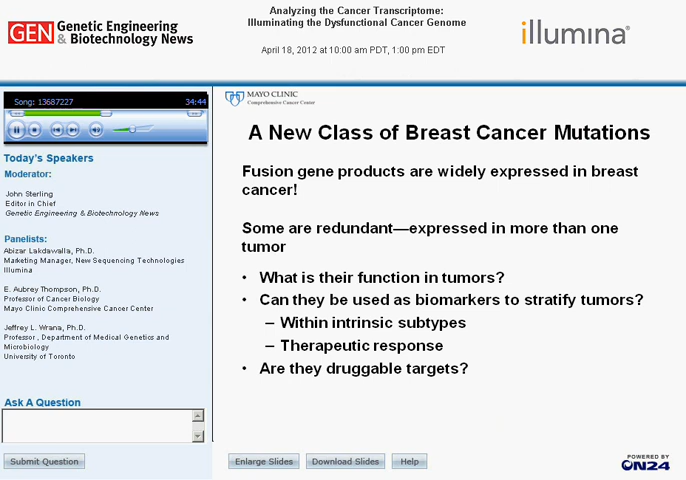 GEN Genetic Engineering
& Biotechnology News
Analyzing the Cancer Transcriptome:
Illuminating the Dysfunctional Cancer Genome
April 18, 2012 at 10:00 am PDT, 1:00 pm EDT
illumina®
Song: 13687227 34:44
Today's Speakers
Moderator:
John Sterling
Editor in Chief
Genetic Engineering & Biotechnology News
Panelists:
Abizar Lakdawalla, Ph.D.
Marketing Manager, New Sequencing Technologies
Illumina
E. Aubrey Thompson, Ph.D.
Professor of Cancer Biology
Mayo Clinic Comprehensive Cancer Center
Jeffrey L. Wrana, Ph.D.
Professor , Department of Medical Genetics and
Microbiology
University of Toronto
Ask A Question
Submit Question
MAYO CLINIC
Comprehensive Cancer Center
A New Class of Breast Cancer Mutations
Fusion gene products are widely expressed in breast
cancer!
Some are redundant—expressed in more than one
tumor
• What is their function in tumors?
• Can they be used as biomarkers to stratify tumors?
– Within intrinsic subtypes
– Therapeutic response
• Are they druggable targets?
Enlarge Slides Download Slides Help
POWERED BY
ON24